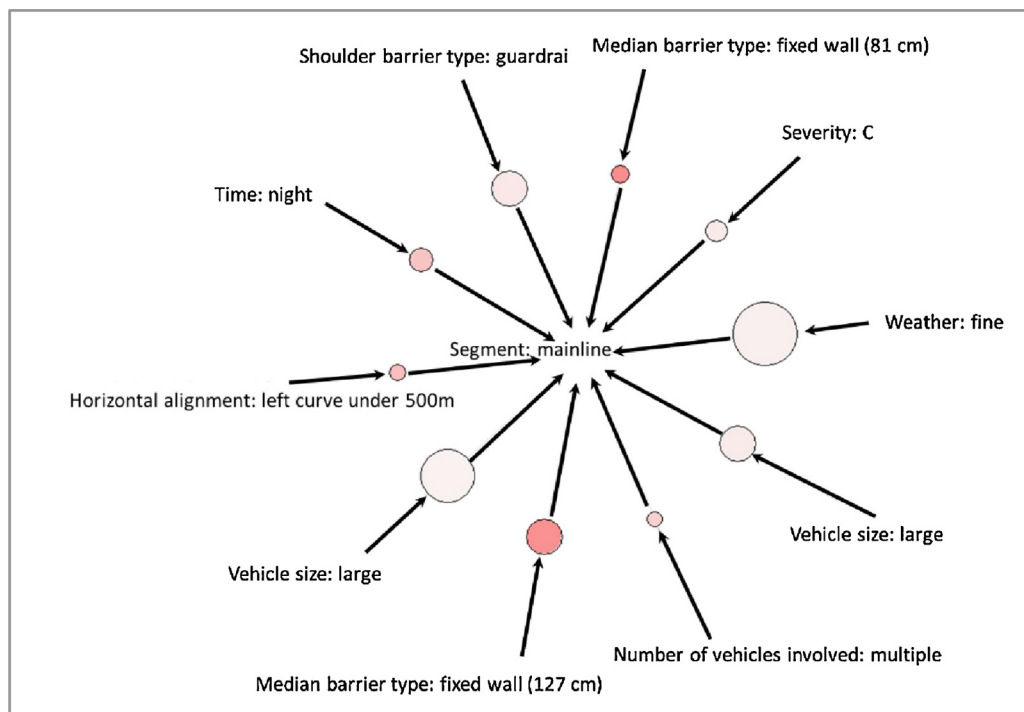 Median barrier type: fixed wall (81 cm)
Shoulder barrier type: guardrai
Severity: C
Time: night
Weather: fine
Segment: mainline
Horizontal alignment: left curve under 500m
Vehicle size: large
Vehicle size: large
Number of vehicles involved: multiple
Median barrier type: fixed wall (127 cm)